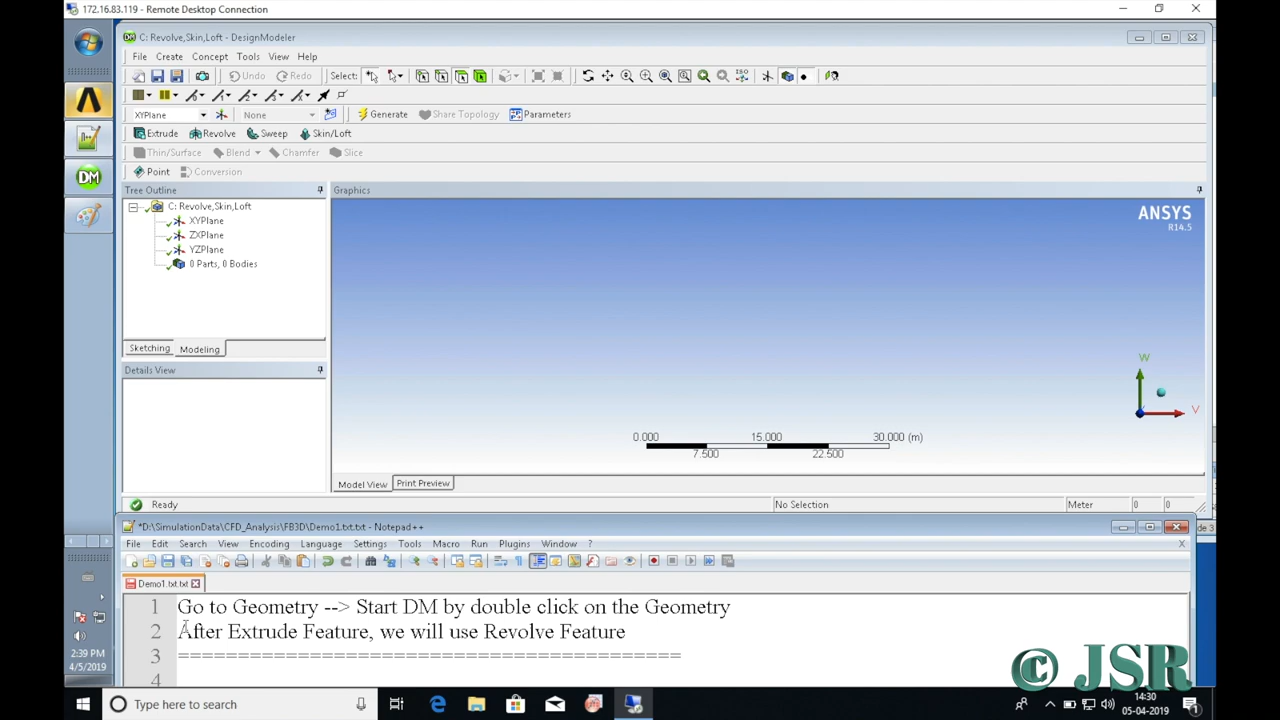 172.16.83.119 - Remote Desktop Connection
DM C: Revolve,Skin,Loft - DesignModeler
File Create Concept Tools View Help
Undo Redo Select: ISO
XYPlane None Generate Share Topology Parameters
Extrude Revolve Sweep Skin/Loft
Thin/Surface Blend Chamfer Slice
Point Conversion
Tree Outline
Graphics
C: Revolve,Skin,Loft
XYPlane
ZXPlane
YZPlane
0 Parts, 0 Bodies
ANSYS
R14.5
Sketching Modeling
Details View
W
V
0.000 15.000 30.000 (m)
7.500 22.500
Model View Print Preview
Ready No Selection Meter 0 0
DM
*D:\SimulationData\CFD_Analysis\FB3D\Demo1.txt.txt - Notepad++
File Edit Search View Encoding Language Settings Tools Macro Run Plugins Window ? X
Demo1.txt.txt
1 Go to Geometry --> Start DM by double click on the Geometry
2 After Extrude Feature, we will use Revolve Feature
3 ==========================================
4
2:39 PM
4/5/2019
© JSR
Type here to search
14:30
05-04-2019
1